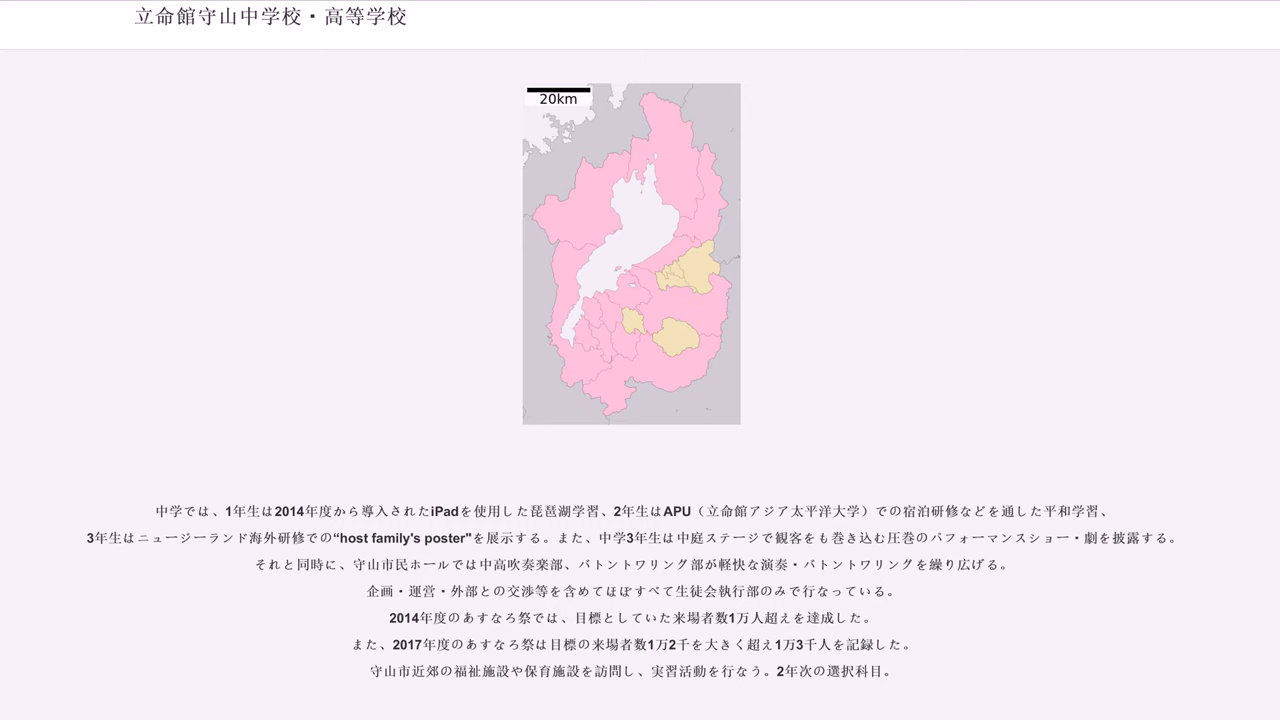 立命館守山中学校・高等学校
20km
中学では、1年生は2014年度から導入されたiPadを使用した琵琶湖学習、2年生はAPU（立命館アジア太平洋大学）での宿泊研修などを通した平和学習、
3年生はニュージーランド海外研修での“host family's poster"を展示する。また、中学3年生は中庭ステージで観客をも巻き込む圧巻のパフォーマンスショー・劇を披露する。
それと同時に、守山市民ホールでは中高吹奏楽部、バトントワリング部が軽快な演奏・バトントワリングを繰り広げる。
企画・運営・外部との交渉等を含めてほぼすべて生徒会執行部のみで行なっている。
2014年度のあすなろ祭では、目標としていた来場者数1万人超えを達成した。
また、2017年度のあすなろ祭は目標の来場者数1万2千を大きく超え1万3千人を記録した。
守山市近郊の福祉施設や保育施設を訪問し、実習活動を行なう。2年次の選択科目。